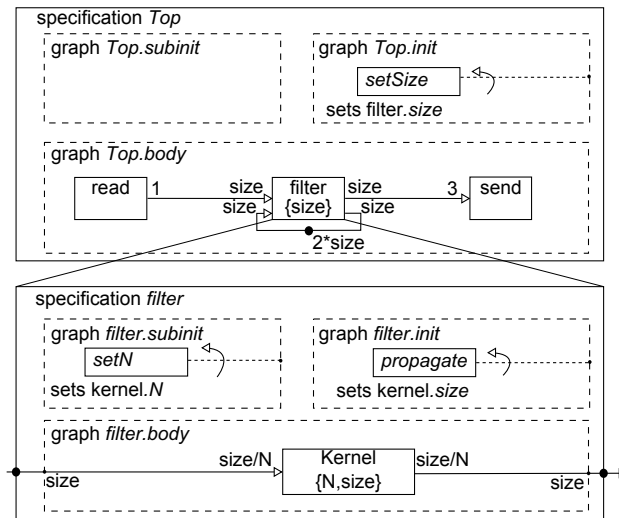 specification Top
graph Top.subinit
graph Top.init
setSize
sets filter.size
graph Top.body
read 1 size filter size 3 send
size {size} size
2*size
specification filter
graph filter.subinit
graph filter.init
setN
propagate
sets kernel.N
sets kernel.size
graph filter.body
size/N Kernel size/N
size {N,size} size